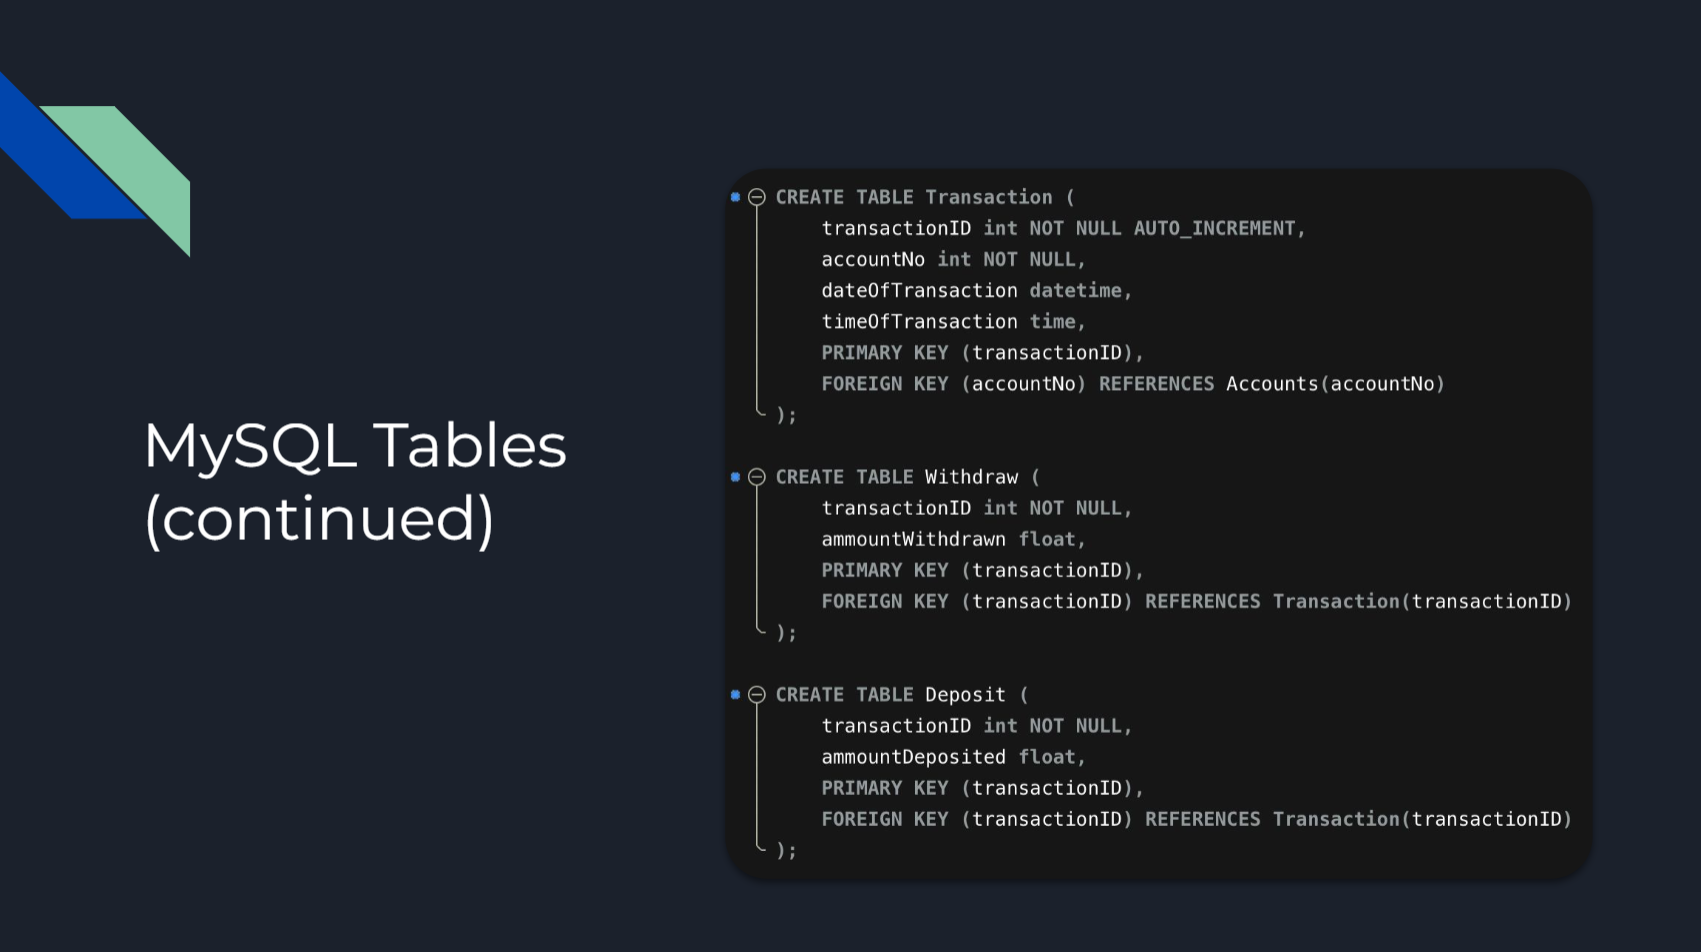 MySQL Tables
(continued)
CREATE TABLE Transaction (
transactionID int NOT NULL AUTO_INCREMENT,
accountNo int NOT NULL,
dateOfTransaction datetime,
timeOfTransaction time,
PRIMARY KEY (transactionID),
FOREIGN KEY (accountNo) REFERENCES Accounts(accountNo)
);
CREATE TABLE Withdraw (
transactionID int NOT NULL,
ammountWithdrawn float,
PRIMARY KEY (transactionID),
FOREIGN KEY (transactionID) REFERENCES Transaction(transactionID)
);
CREATE TABLE Deposit (
transactionID int NOT NULL,
ammountDeposited float,
PRIMARY KEY (transactionID),
FOREIGN KEY (transactionID) REFERENCES Transaction(transactionID)
);